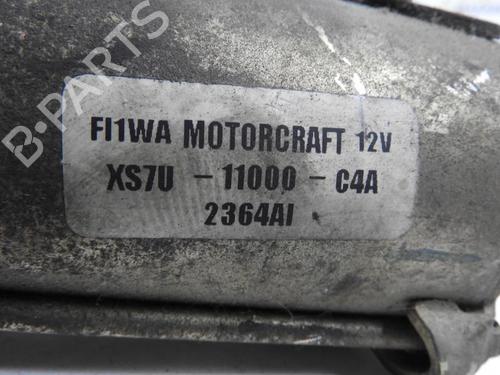 B-PARTS
FI1WA MOTORCRAFT 12V
XS7U - 11000 - C4A
2364AI